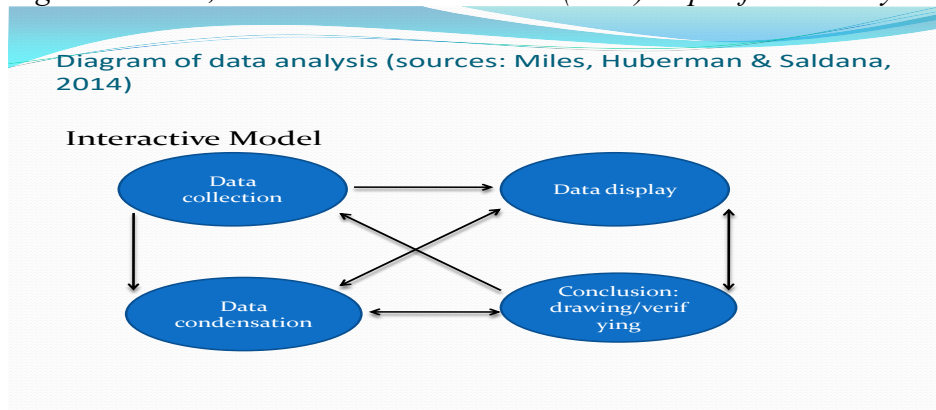 Diagram of data analysis (sources: Miles, Huberman & Saldana,
2014)
Interactive Model
Data
collection
Data display
Data
condensation
Conclusion:
drawing/verif
ying